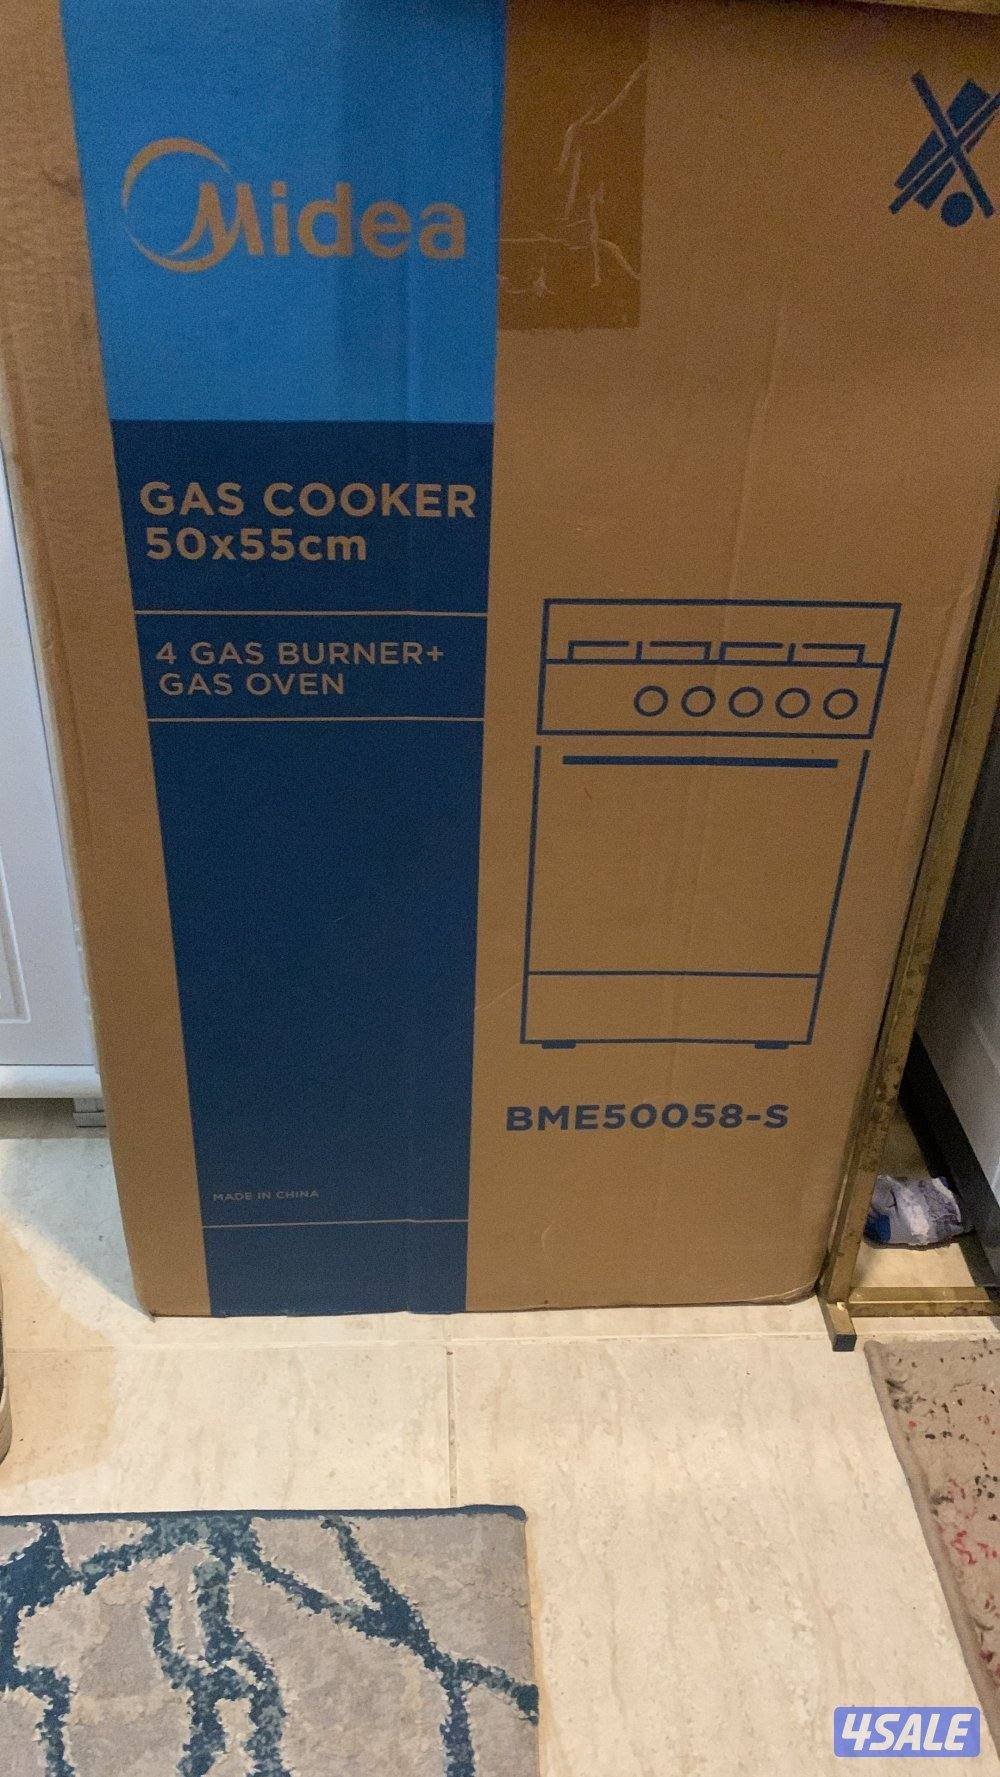 Midea
GAS COOKER
50x55cm
4 GAS BURNER+
GAS OVEN
BME50058-S
MADE IN CHINA
4SALE